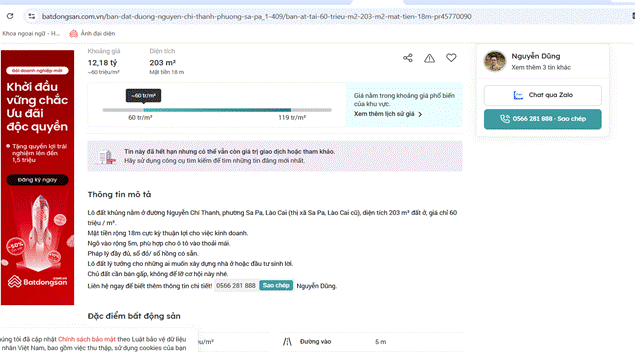 batdongsan.com.vn/ban-dat-duong-nguyen-chi-thanh-phuong-sa-pa_1-409/ban-at-tai-60-trieu-m2-203-m2-mat-tien-18m-pr45770090
Khoa ngoại ngữ - H...
Ảnh đại diện
Gói doanh nghiệp mới
Khởi đầu
vững chắc
Ưu đãi
độc quyền
Tặng quyền lợi trải
nghiệm lên đến
1,5 triệu
Đăng ký ngay
-50%
Batdongsan
.com.vn
Khoảng giá
12,18 tỷ
~60 triệu/m²
Diện tích
203 m²
Mặt tiền 18 m
~60 tr/m²
60 tr/m²
119 tr/m²
Giá nằm trong khoảng giá phổ biến
của khu vực.
Xem thêm lịch sử giá
Tin này đã hết hạn nhưng có thể vẫn còn giá trị giao dịch hoặc tham khảo.
Hãy sử dụng công cụ tìm kiếm để tìm những tin đăng mới nhất.
Thông tin mô tả
Lô đất khủng nằm ở đường Nguyễn Chí Thanh, phường Sa Pa, Lào Cai (thị xã Sa Pa, Lào Cai cũ), diện tích 203 m² đất ở, giá chỉ 60
triệu / m².
Mặt tiền rộng 18m cực kỳ thuận lợi cho việc kinh doanh.
Ngõ vào rộng 5m, phù hợp cho ô tô vào thoải mái.
Pháp lý đầy đủ, sổ đỏ/ sổ hồng có sẵn.
Lô đất lý tưởng cho những ai muốn xây dựng nhà ở hoặc đầu tư sinh lời.
Chủ đất cần bán gấp, không để lỡ cơ hội này nhé.
Liên hệ ngay để biết thêm thông tin chi tiết! 0566 281 888 Sao chép Nguyễn Dũng.
Đặc điểm bất động sản
u/m²
Đường vào
5 m
úng tôi đã cập nhật Chính sách bảo mật theo Luật bảo vệ dữ liệu
nhân Việt Nam, bao gồm việc thu thập, sử dụng cookies của bạn
Nguyễn Dũng
Xem thêm 3 tin khác
Chat qua Zalo
0566 281 888 · Sao chép